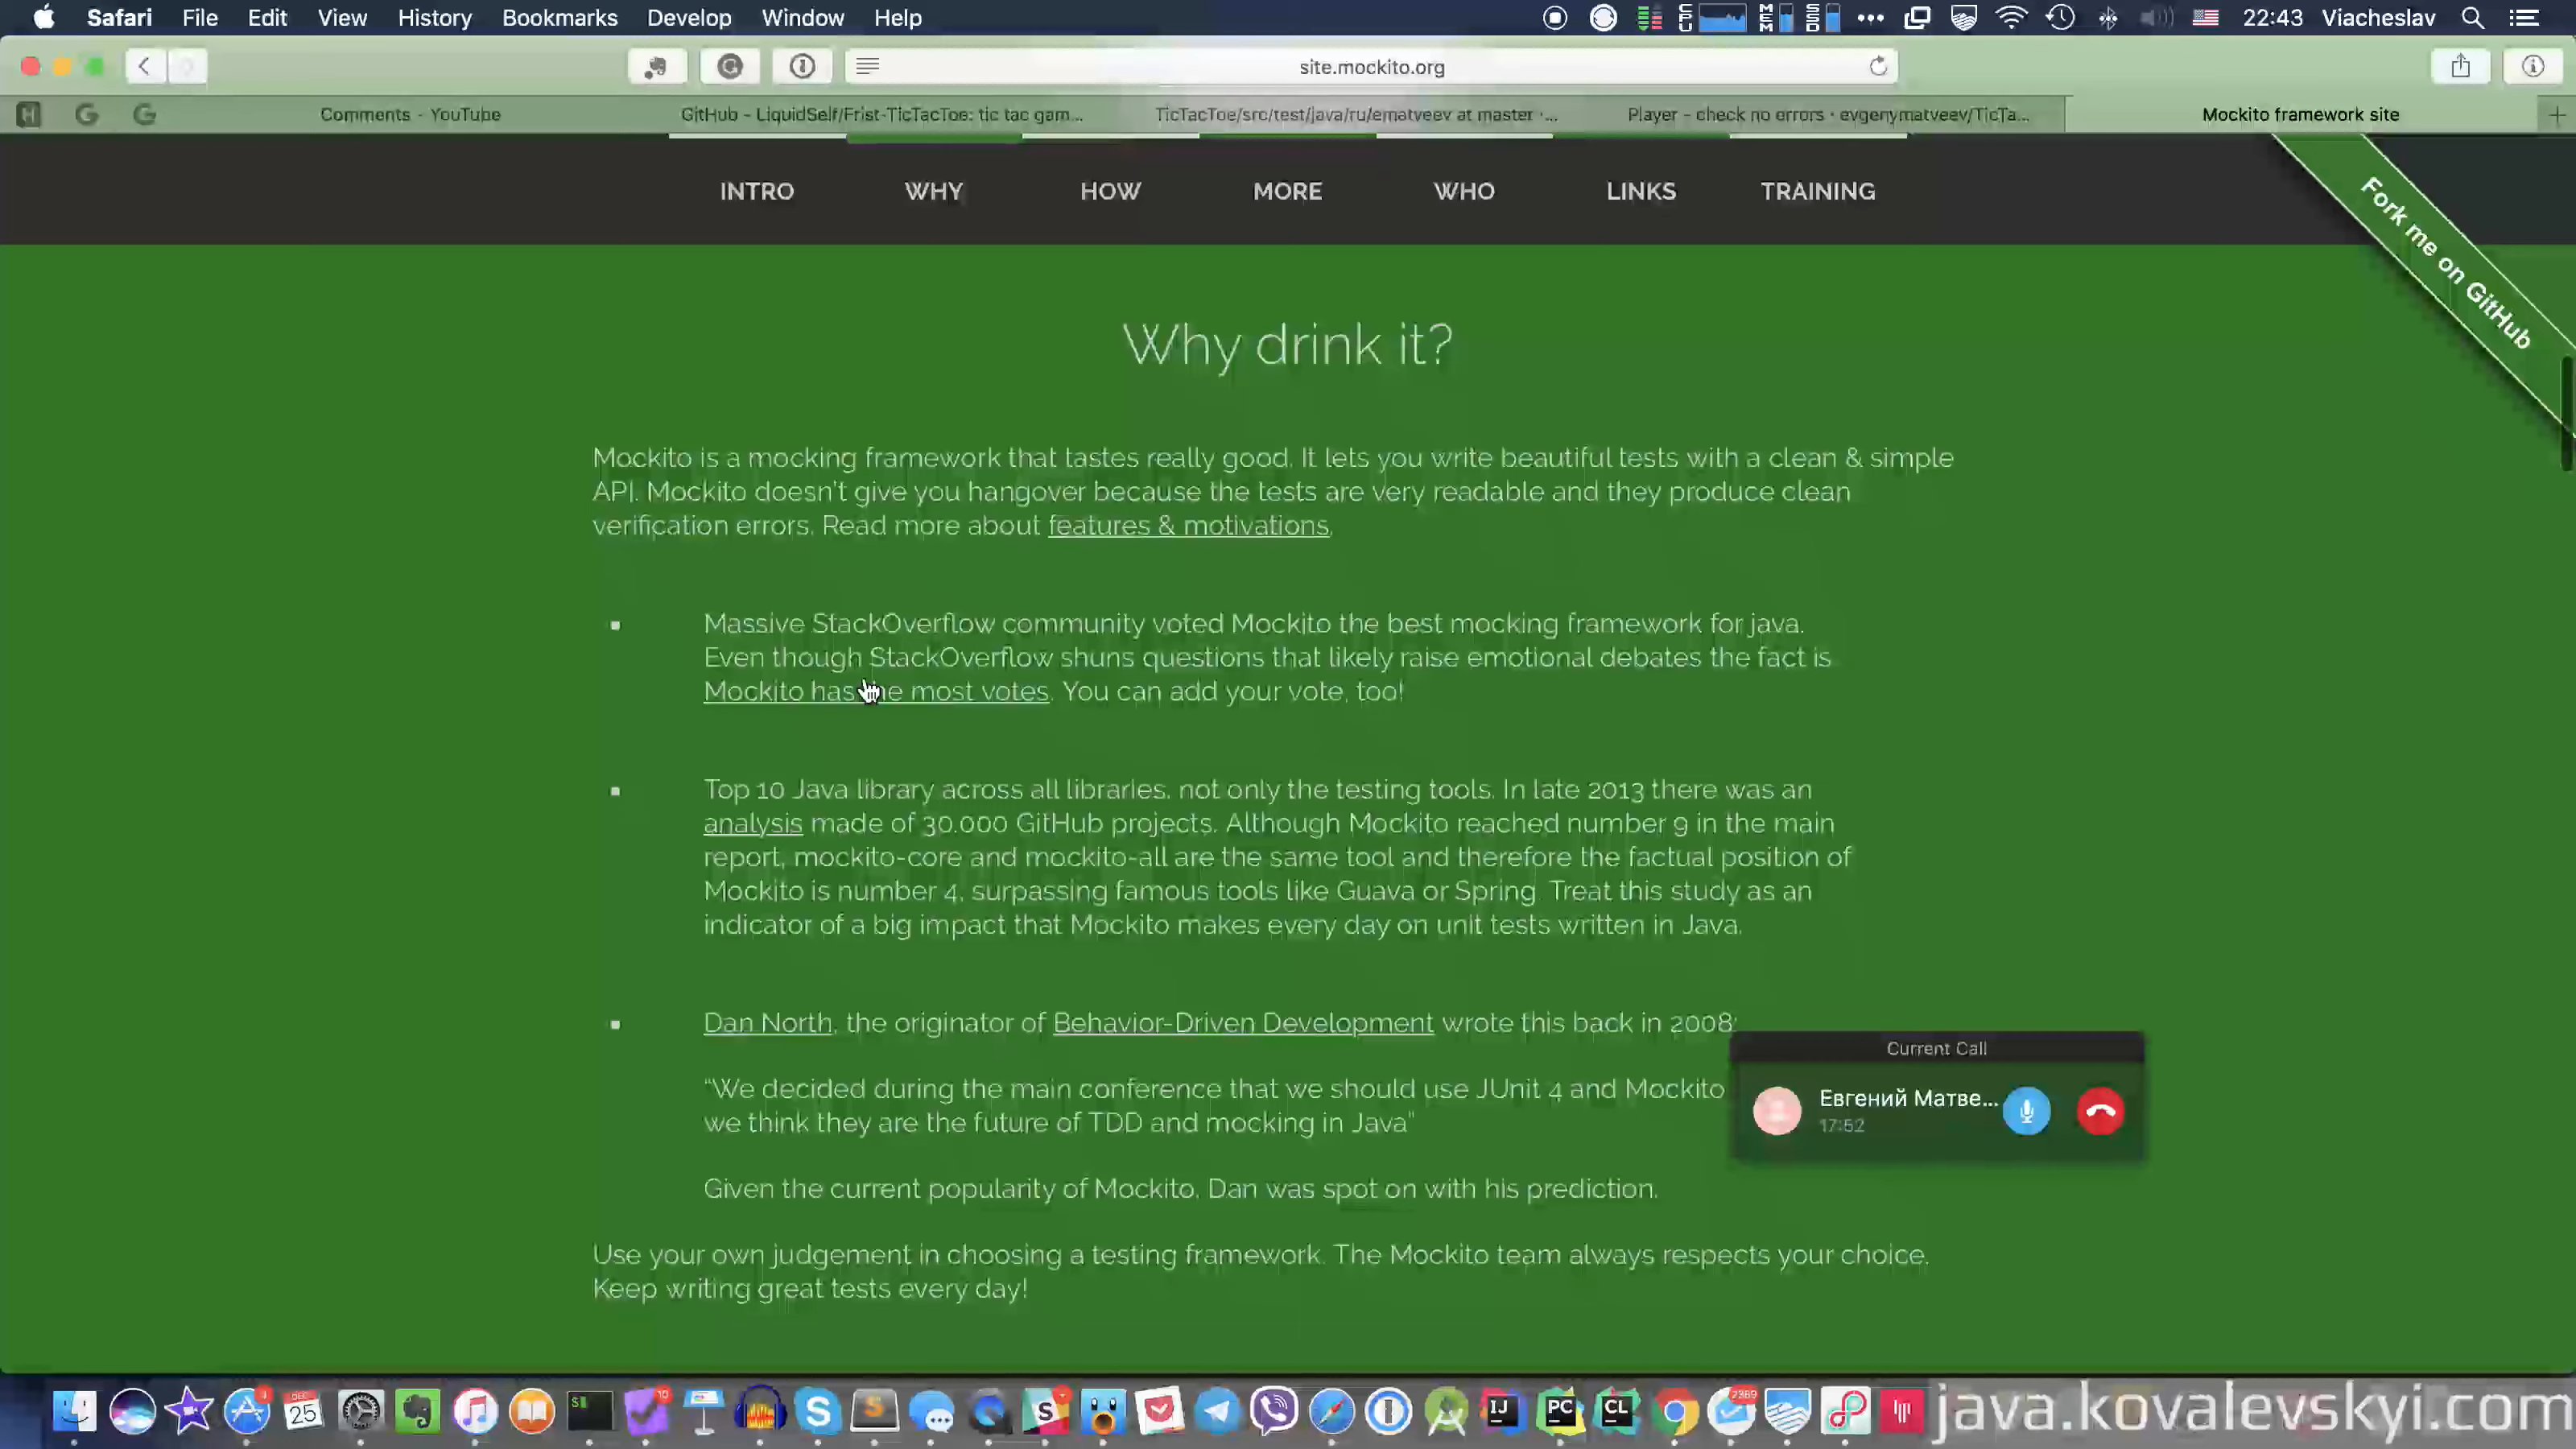 Safari File Edit View History Bookmarks Develop Window Help CPU MEM SSD 22:43 Viacheslav
site.mockito.org
Comments - YouTube GitHub - LiquidSelf/Frist-TicTacToe: tic tac gam... TicTacToe/src/test/java/ru/ematveev at master ·... Player - check no errors · evgenymatveev/TicTa... Mockito framework site
INTRO WHY HOW MORE WHO LINKS TRAINING
Fork me on GitHub
Why drink it?
Mockito is a mocking framework that tastes really good. It lets you write beautiful tests with a clean & simple
API. Mockito doesn't give you hangover because the tests are very readable and they produce clean
verification errors. Read more about features & motivations.
Massive StackOverflow community voted Mockito the best mocking framework for java.
Even though StackOverflow shuns questions that likely raise emotional debates the fact is
Mockito has the most votes. You can add your vote, too!
Top 10 Java library across all libraries, not only the testing tools. In late 2013 there was an
analysis made of 30.000 GitHub projects. Although Mockito reached number 9 in the main
report, mockito-core and mockito-all are the same tool and therefore the factual position of
Mockito is number 4, surpassing famous tools like Guava or Spring. Treat this study as an
indicator of a big impact that Mockito makes every day on unit tests written in Java.
Dan North, the originator of Behavior-Driven Development wrote this back in 2008:
“We decided during the main conference that we should use JUnit 4 and Mockito
we think they are the future of TDD and mocking in Java”
Given the current popularity of Mockito, Dan was spot on with his prediction.
Use your own judgement in choosing a testing framework. The Mockito team always respects your choice.
Keep writing great tests every day!
Current Call
Евгений Матве...
17:52
java.kovalevskyi.com